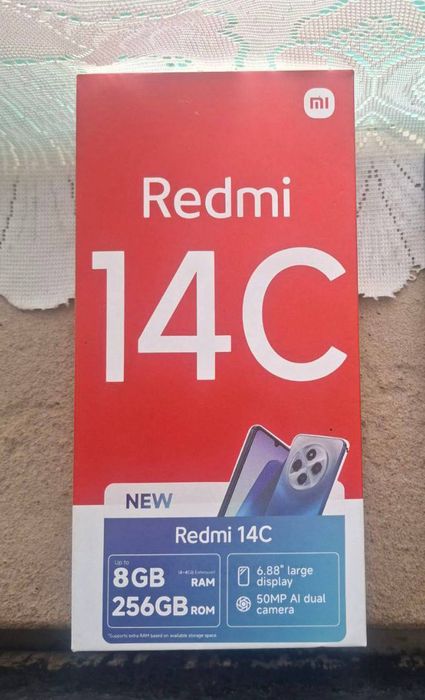 mi
Redmi
14C
NEW
Redmi 14C
Up to
8GB (4+4GB Extension) RAM
256GB ROM
6.88" large
display
50MP AI dual
camera
*Supports extra RAM based on available storage space.